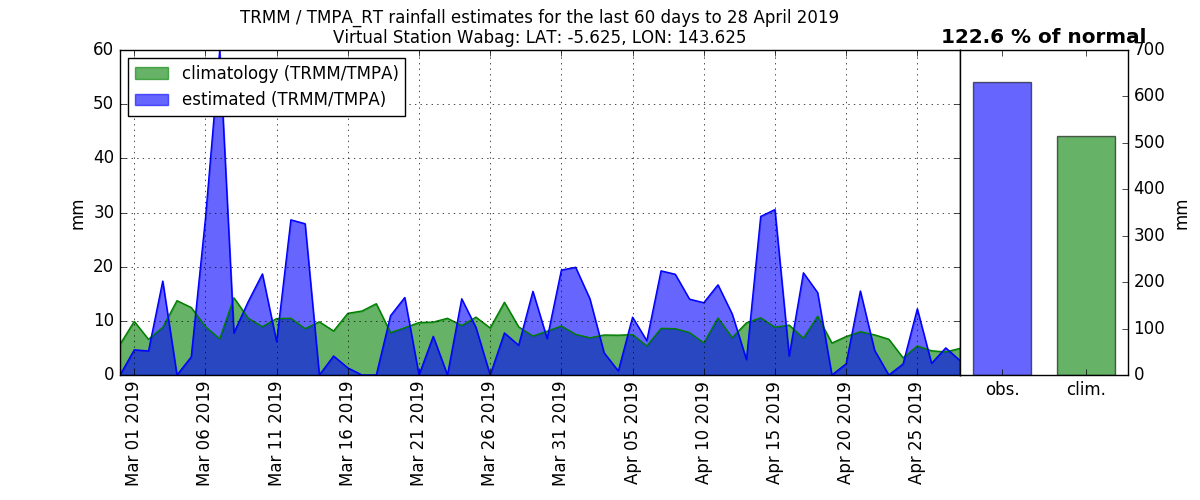 TRMM / TMPA_RT rainfall estimates for the last 60 days to 28 April 2019
Virtual Station Wabag: LAT: -5.625, LON: 143.625
122.6 % of normal
climatology (TRMM/TMPA)
estimated (TRMM/TMPA)
60
50
40
30
20
10
0
mm
Mar 01 2019
Mar 06 2019
Mar 11 2019
Mar 16 2019
Mar 21 2019
Mar 26 2019
Mar 31 2019
Apr 05 2019
Apr 10 2019
Apr 15 2019
Apr 20 2019
Apr 25 2019
700
600
500
400
300
200
100
0
mm
obs.
clim.